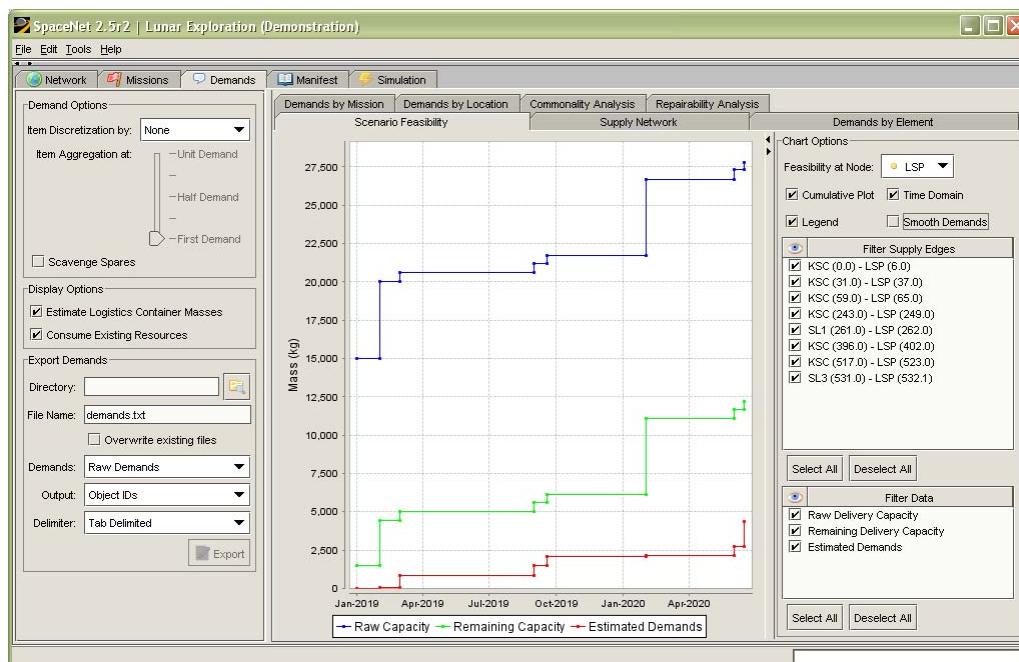 SpaceNet 2.5r2 | Lunar Exploration (Demonstration)
File Edit Tools Help
Network Missions Demands Manifest Simulation
Demand Options
Item Discretization by: None
Item Aggregation at: Unit Demand
Half Demand
First Demand
Scavenge Spares
Display Options
Estimate Logistics Container Masses
Consume Existing Resources
Export Demands
Directory:
File Name: demands.txt
Overwrite existing files
Demands: Raw Demands
Output: Object IDs
Delimiter: Tab Delimited
Export
Demands by Mission Demands by Location Commonality Analysis Repairability Analysis
Scenario Feasibility Supply Network Demands by Element
Mass (kg)
27,500
25,000
22,500
20,000
17,500
15,000
12,500
10,000
7,500
5,000
2,500
0
Jan-2019 Apr-2019 Jul-2019 Oct-2019 Jan-2020 Apr-2020
Raw Capacity Remaining Capacity Estimated Demands
Chart Options
Feasibility at Node: LSP
Cumulative Plot Time Domain
Legend Smooth Demands
Filter Supply Edges
KSC (0.0) - LSP (6.0)
KSC (31.0) - LSP (37.0)
KSC (59.0) - LSP (65.0)
KSC (243.0) - LSP (249.0)
SL1 (261.0) - LSP (262.0)
KSC (396.0) - LSP (402.0)
KSC (517.0) - LSP (523.0)
SL3 (531.0) - LSP (532.1)
Select All Deselect All
Filter Data
Raw Delivery Capacity
Remaining Delivery Capacity
Estimated Demands
Select All Deselect All